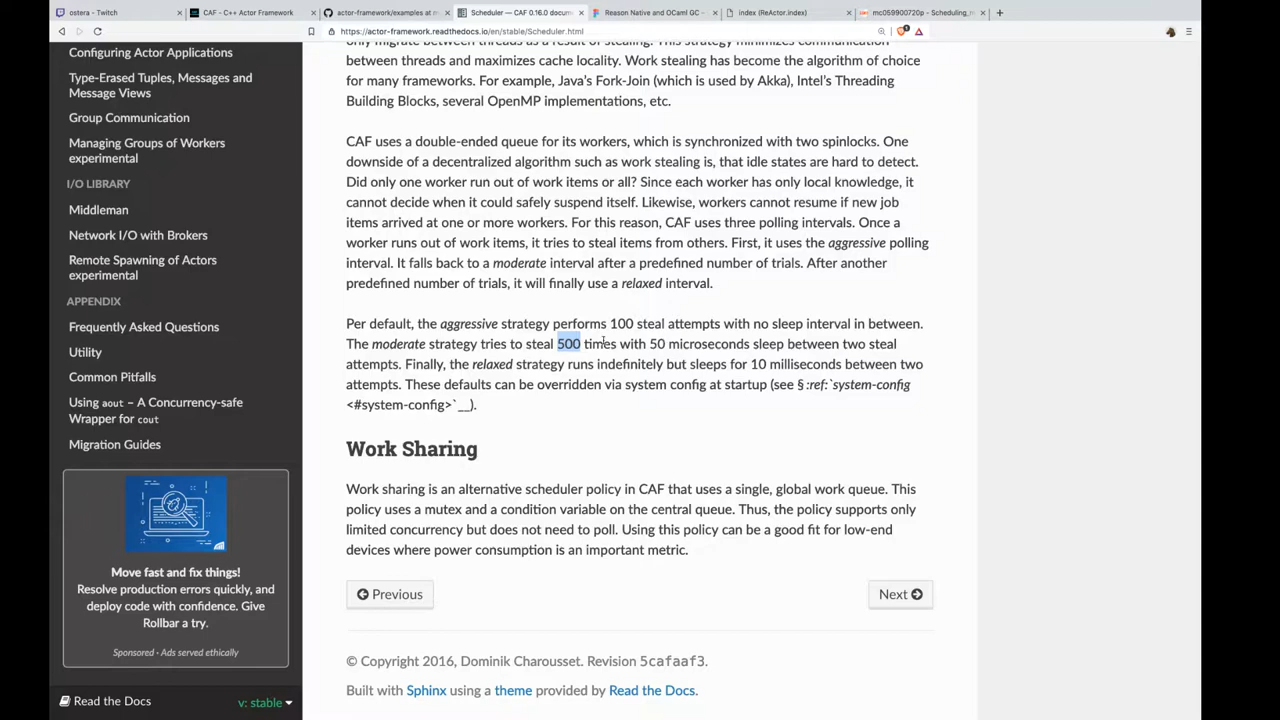 ostera - Twitch
CAF - C++ Actor Framework
actor-framework/examples at m
Scheduler — CAF 0.16.0 docum
Reason Native and OCaml GC -
index (ReActor.index)
mc059900720p - Scheduling_
https://actor-framework.readthedocs.io/en/stable/Scheduler.html
Configuring Actor Applications
Type-Erased Tuples, Messages and
Message Views
Group Communication
Managing Groups of Workers
experimental
I/O LIBRARY
Middleman
Network I/O with Brokers
Remote Spawning of Actors
experimental
APPENDIX
Frequently Asked Questions
Utility
Common Pitfalls
Using aout – A Concurrency-safe
Wrapper for cout
Migration Guides
Move fast and fix things!
Resolve production errors quickly, and
deploy code with confidence. Give
Rollbar a try.
Sponsored · Ads served ethically
Read the Docs
v: stable
only migrate between threads as a result of stealing. This strategy minimizes communication
between threads and maximizes cache locality. Work stealing has become the algorithm of choice
for many frameworks. For example, Java's Fork-Join (which is used by Akka), Intel's Threading
Building Blocks, several OpenMP implementations, etc.
CAF uses a double-ended queue for its workers, which is synchronized with two spinlocks. One
downside of a decentralized algorithm such as work stealing is, that idle states are hard to detect.
Did only one worker run out of work items or all? Since each worker has only local knowledge, it
cannot decide when it could safely suspend itself. Likewise, workers cannot resume if new job
items arrived at one or more workers. For this reason, CAF uses three polling intervals. Once a
worker runs out of work items, it tries to steal items from others. First, it uses the aggressive polling
interval. It falls back to a moderate interval after a predefined number of trials. After another
predefined number of trials, it will finally use a relaxed interval.
Per default, the aggressive strategy performs 100 steal attempts with no sleep interval in between.
The moderate strategy tries to steal 500 times with 50 microseconds sleep between two steal
attempts. Finally, the relaxed strategy runs indefinitely but sleeps for 10 milliseconds between two
attempts. These defaults can be overridden via system config at startup (see § :ref:`system-config
<#system-config>`__).
Work Sharing
Work sharing is an alternative scheduler policy in CAF that uses a single, global work queue. This
policy uses a mutex and a condition variable on the central queue. Thus, the policy supports only
limited concurrency but does not need to poll. Using this policy can be a good fit for low-end
devices where power consumption is an important metric.
Previous
Next
© Copyright 2016, Dominik Charousset. Revision 5cafaaf3.
Built with Sphinx using a theme provided by Read the Docs.